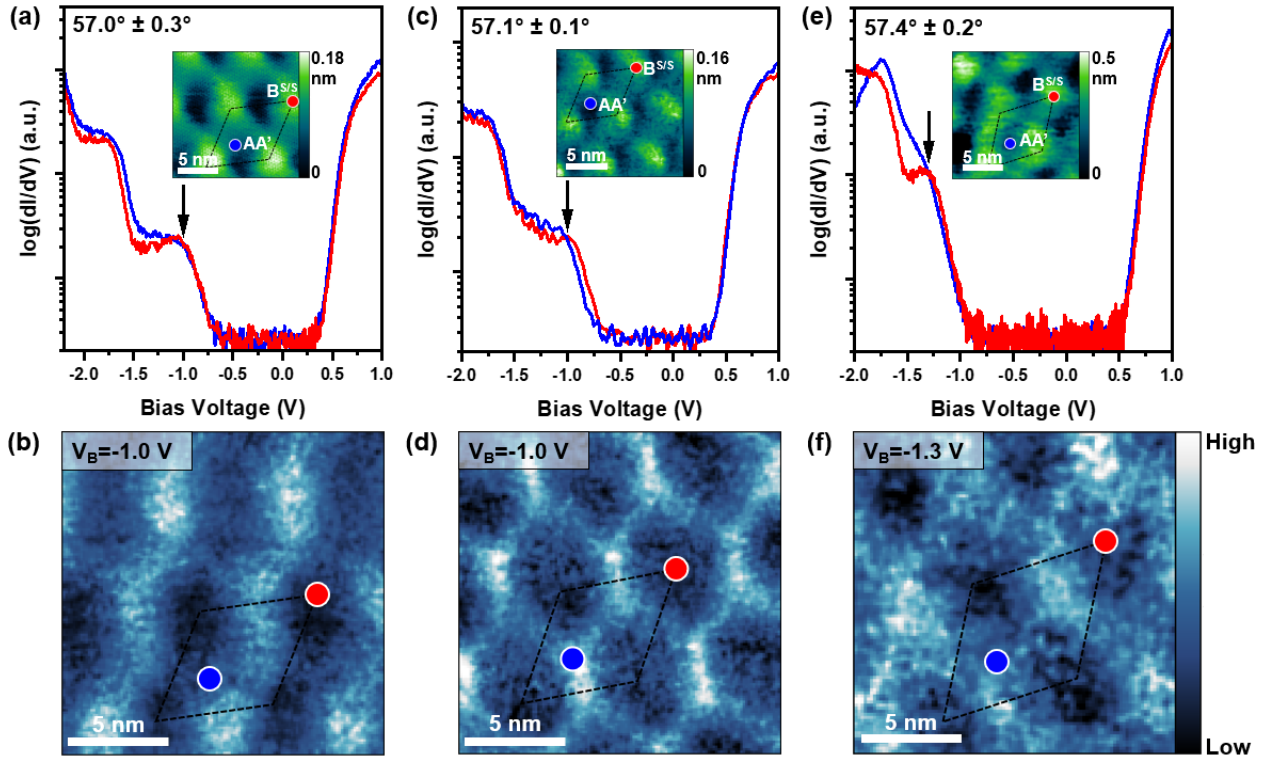 (a)
57.0° ± 0.3°
0.18
nm
0
B^S/S
AA'
5 nm
log(dI/dV) (a.u.)
-2.0 -1.5 -1.0 -0.5 0.0 0.5 1.0
Bias Voltage (V)
(c)
57.1° ± 0.1°
0.16
nm
0
B^S/S
AA'
5 nm
log(dI/dV) (a.u.)
-2.0 -1.5 -1.0 -0.5 0.0 0.5 1.0
Bias Voltage (V)
(e)
57.4° ± 0.2°
0.5
nm
0
B^S/S
AA'
5 nm
log(dI/dV) (a.u.)
-2.0 -1.5 -1.0 -0.5 0.0 0.5 1.0
Bias Voltage (V)
(b)
V_B=-1.0 V
5 nm
(d)
V_B=-1.0 V
5 nm
(f)
V_B=-1.3 V
5 nm
High
Low